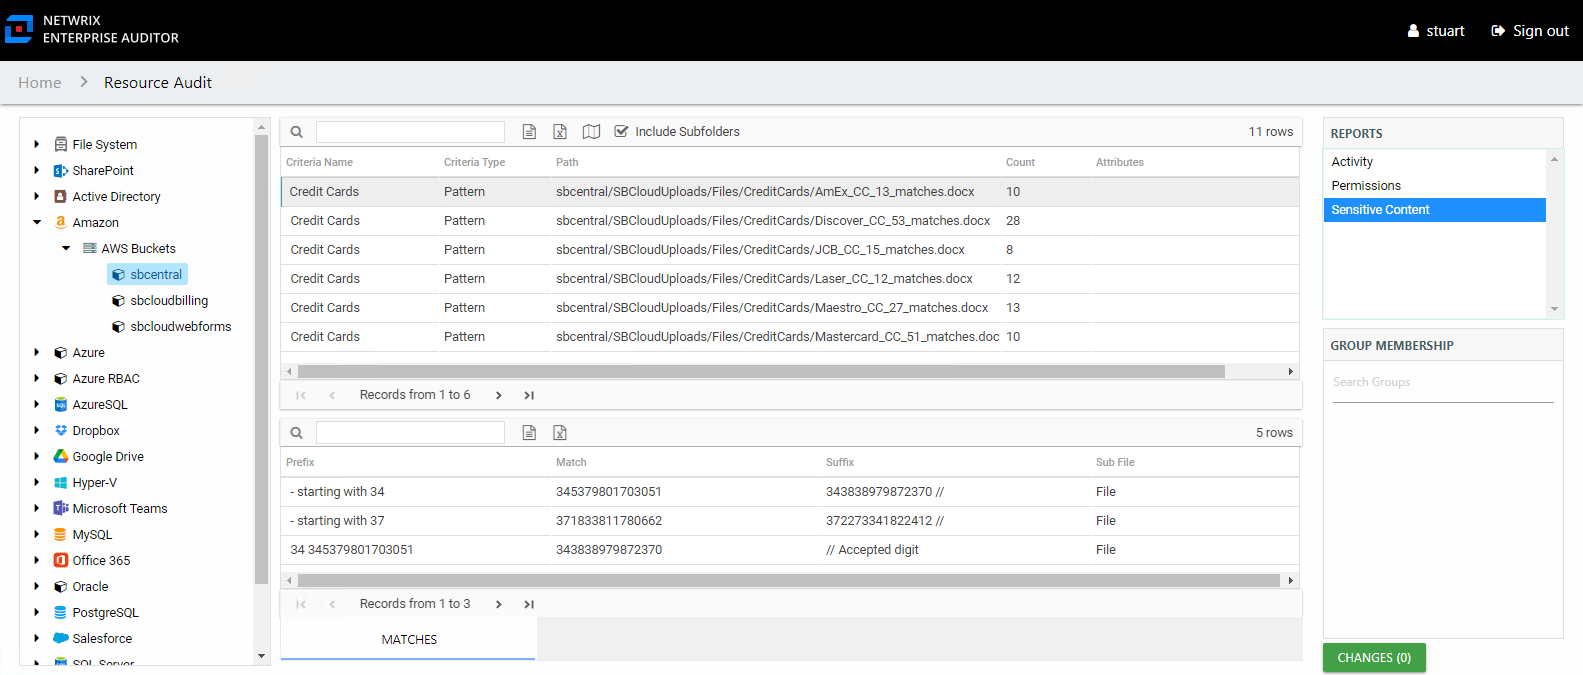 NETWRIX
ENTERPRISE AUDITOR
stuart
Sign out
Home
Resource Audit
File System
SharePoint
Active Directory
Amazon
AWS Buckets
sbcentral
sbcloudbilling
sbcloudwebforms
Azure
Azure RBAC
AzureSQL
Dropbox
Google Drive
Hyper-V
Microsoft Teams
MySQL
Office 365
Oracle
PostgreSQL
Salesforce
SQL Server
Include Subfolders
11 rows
Criteria Name Criteria Type Path Count Attributes
Credit Cards Pattern sbcentral/SBCloudUploads/Files/CreditCards/AmEx_CC_13_matches.docx 10
Credit Cards Pattern sbcentral/SBCloudUploads/Files/CreditCards/Discover_CC_53_matches.docx 28
Credit Cards Pattern sbcentral/SBCloudUploads/Files/CreditCards/JCB_CC_15_matches.docx 8
Credit Cards Pattern sbcentral/SBCloudUploads/Files/CreditCards/Laser_CC_12_matches.docx 12
Credit Cards Pattern sbcentral/SBCloudUploads/Files/CreditCards/Maestro_CC_27_matches.docx 13
Credit Cards Pattern sbcentral/SBCloudUploads/Files/CreditCards/Mastercard_CC_51_matches.doc 10
Records from 1 to 6
5 rows
Prefix Match Suffix Sub File
- starting with 34 345379801703051 343838979872370 // File
- starting with 37 371833811780662 372273341822412 // File
34 345379801703051 343838979872370 // Accepted digit File
Records from 1 to 3
MATCHES
REPORTS
Activity
Permissions
Sensitive Content
GROUP MEMBERSHIP
Search Groups
CHANGES (0)